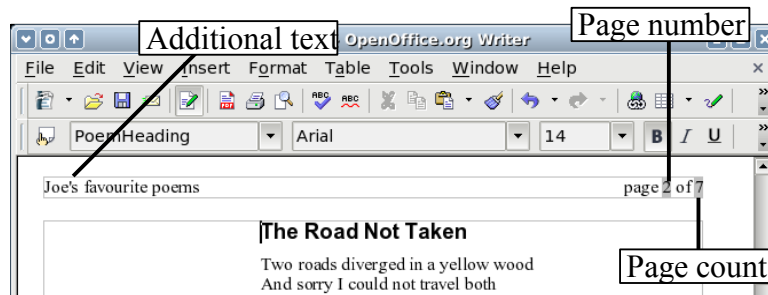 Additional text
Page number
OpenOffice.org Writer
File Edit View Insert Format Table Tools Window Help
ABC ABC
PoemHeading Arial 14 B I U
Joe's favourite poems page 2 of 7
The Road Not Taken
Page count
Two roads diverged in a yellow wood
And sorry I could not travel both